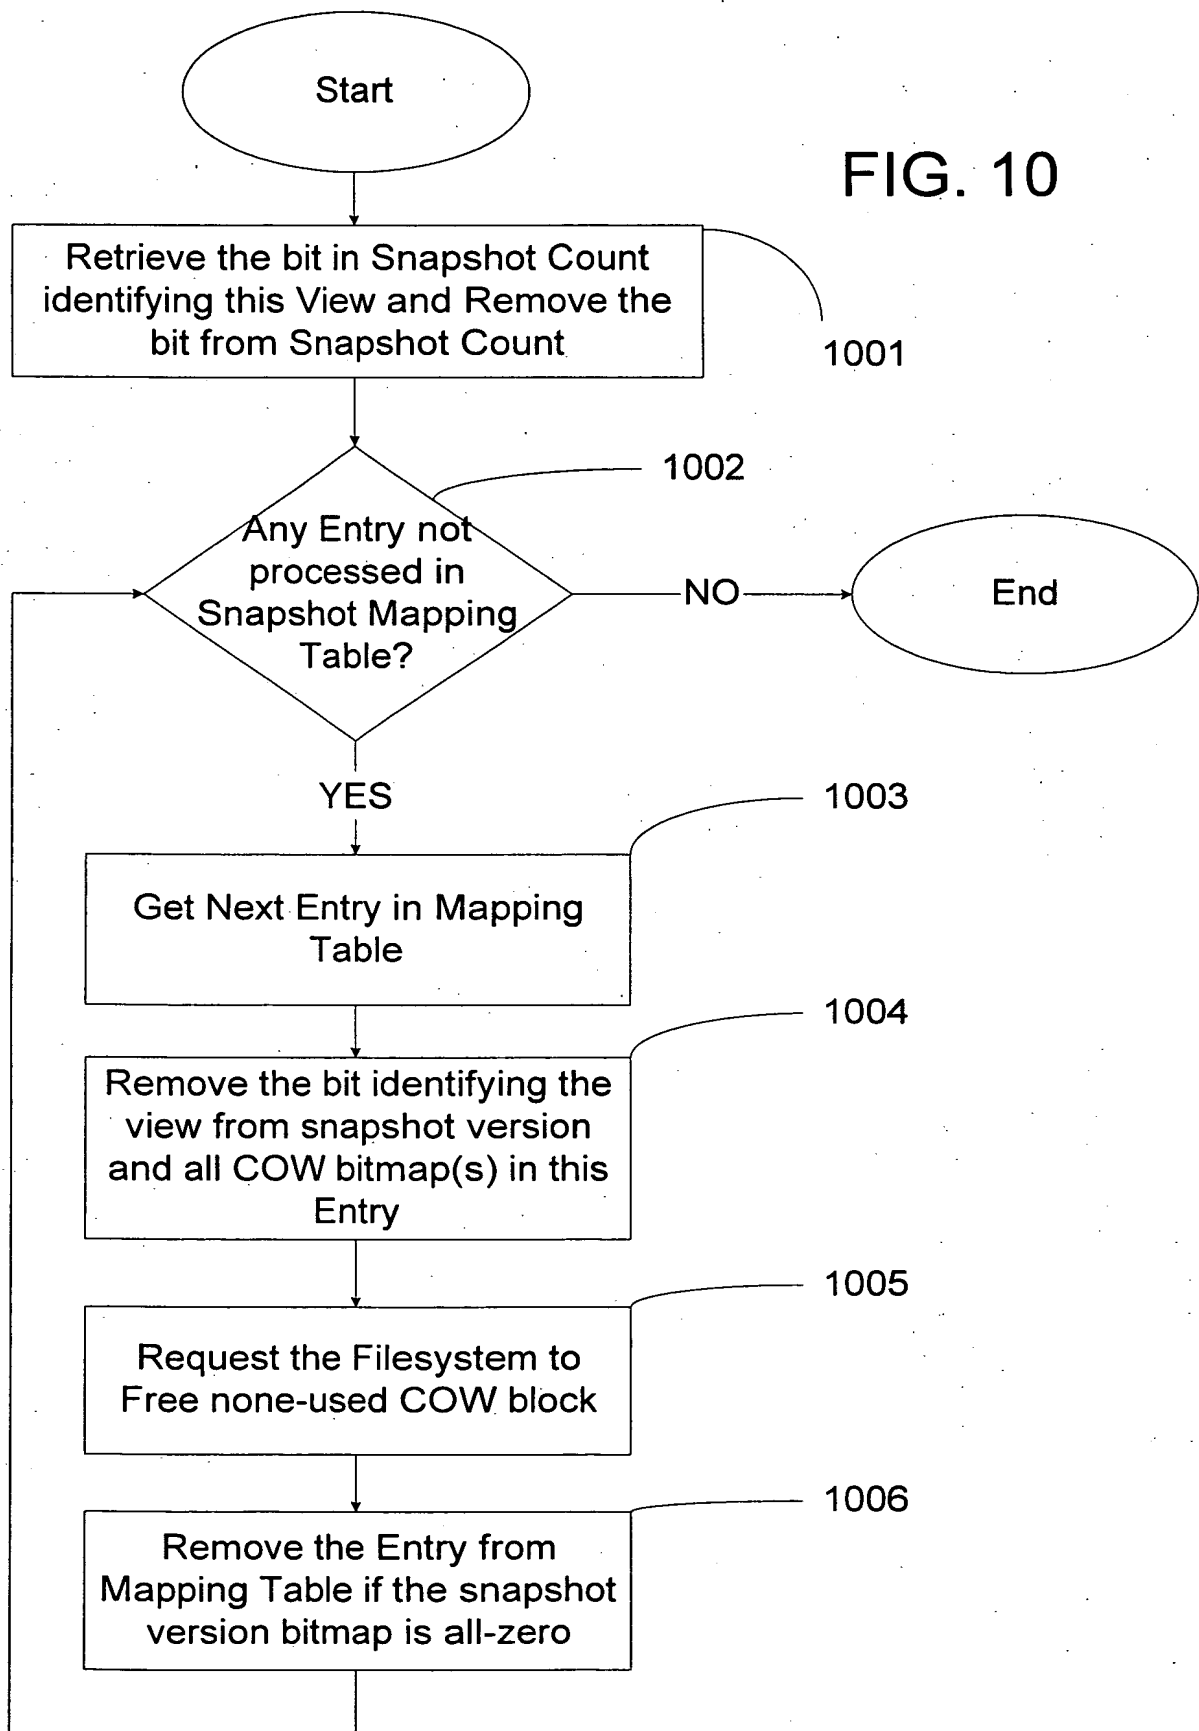 Start
FIG. 10
Retrieve the bit in Snapshot Count
identifying this View and Remove the
bit from Snapshot Count
1001
1002
Any Entry not
processed in
Snapshot Mapping
Table?
NO
End
YES
1003
Get Next Entry in Mapping
Table
1004
Remove the bit identifying the
view from snapshot version
and all COW bitmap(s) in this
Entry
1005
Request the Filesystem to
Free none-used COW block
1006
Remove the Entry from
Mapping Table if the snapshot
version bitmap is all-zero